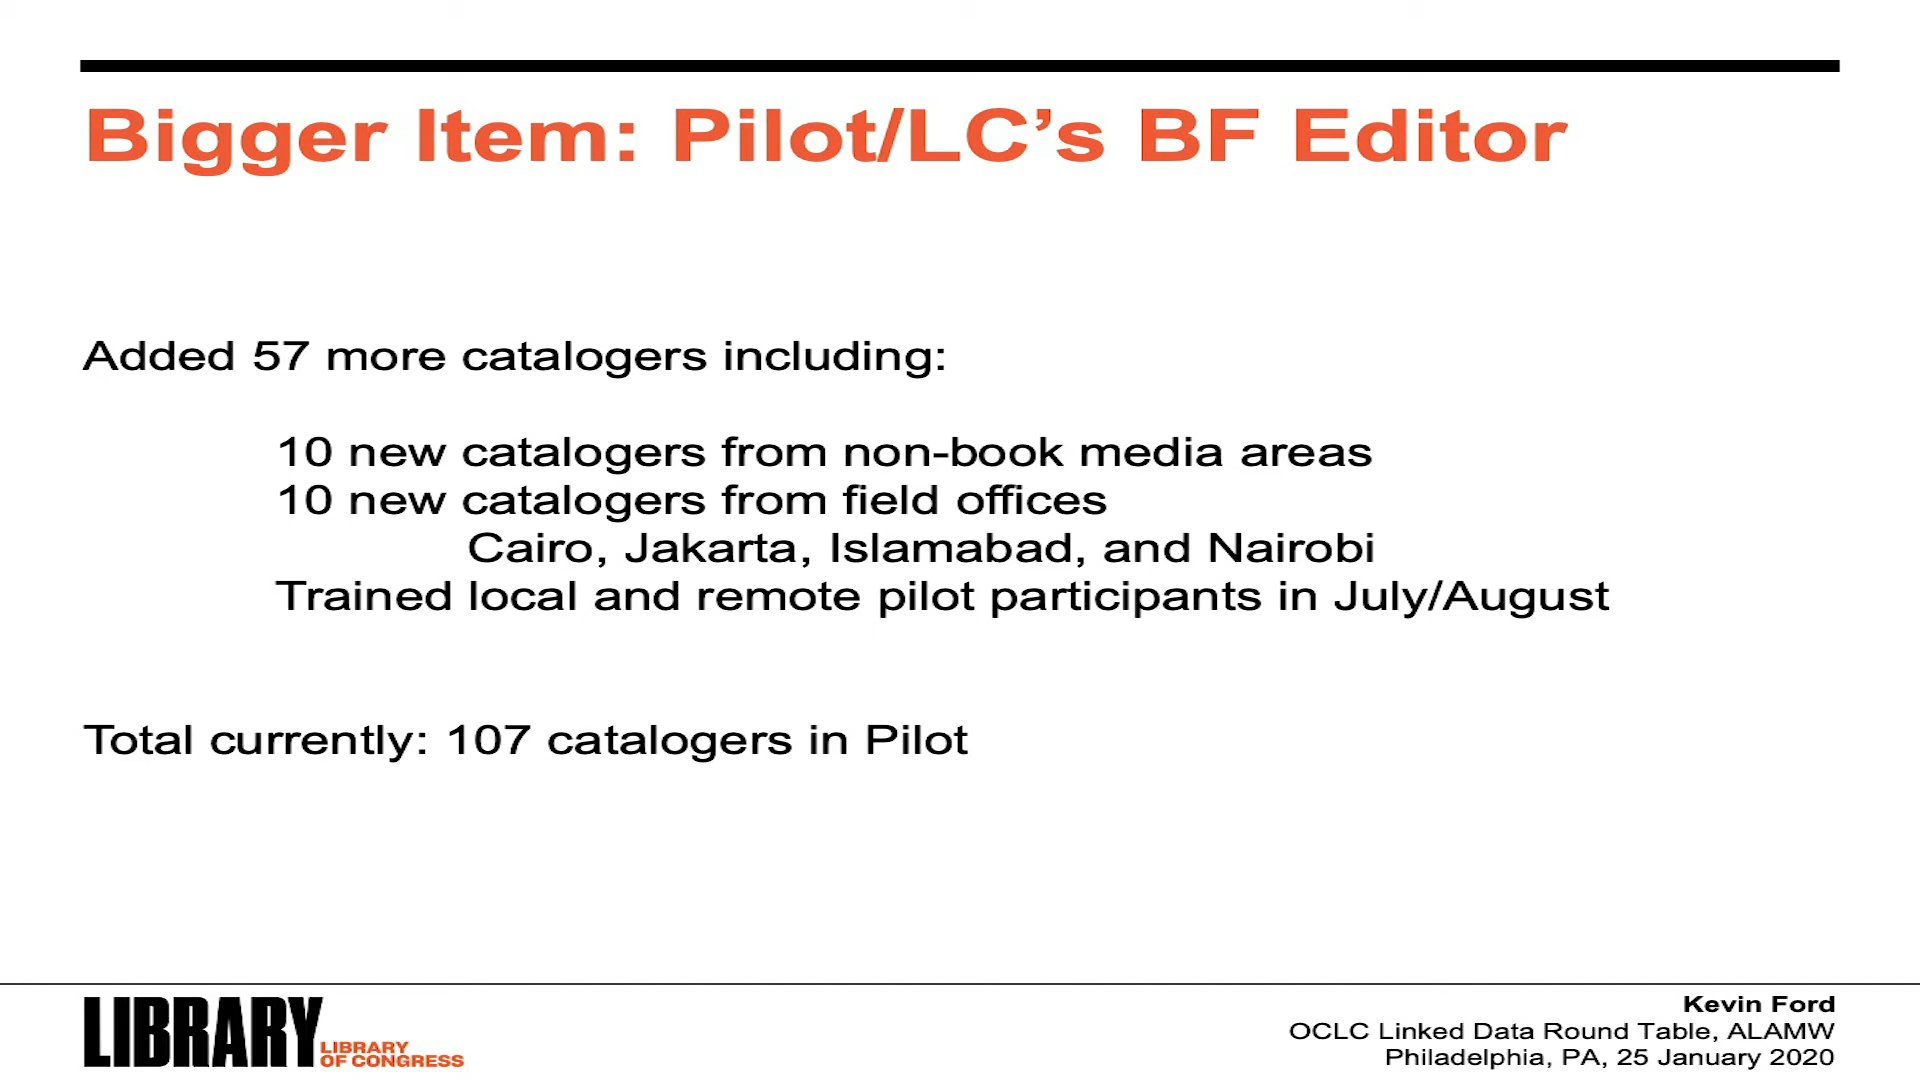 Bigger Item: Pilot/LC’s BF Editor
Added 57 more catalogers including:
10 new catalogers from non-book media areas
10 new catalogers from field offices
Cairo, Jakarta, Islamabad, and Nairobi
Trained local and remote pilot participants in July/August
Total currently: 107 catalogers in Pilot
LIBRARY
LIBRARY
OF CONGRESS
Kevin Ford
OCLC Linked Data Round Table, ALAMW
Philadelphia, PA, 25 January 2020